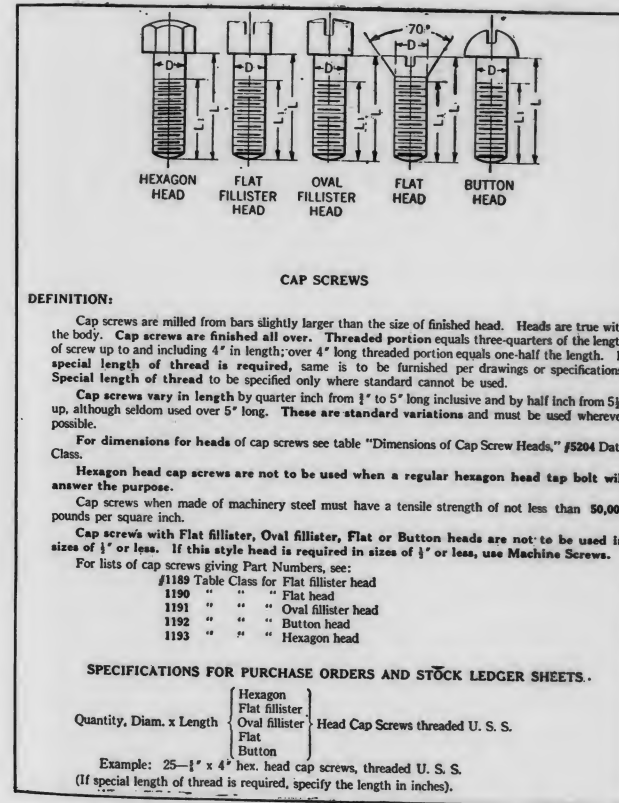 70°
D D D D D
L₁ L L₁ L L₁ L L₁ L L₁ L
HEXAGON HEAD
FLAT FILLISTER HEAD
OVAL FILLISTER HEAD
FLAT HEAD
BUTTON HEAD
CAP SCREWS
DEFINITION:
Cap screws are milled from bars slightly larger than the size of finished head. Heads are true wit
the body. Cap screws are finished all over. Threaded portion equals three-quarters of the lengt
of screw up to and including 4" in length; over 4" long threaded portion equals one-half the length. I
special length of thread is required, same is to be furnished per drawings or specification
Special length of thread to be specified only where standard cannot be used.
Cap screws vary in length by quarter inch from to 5" long inclusive and by half inch from
up, although seldom used over 5" long. These are standard variations and must be used whereve
possible.
For dimensions for heads of cap screws see table "Dimensions of Cap Screw Heads," #5204 Dat
Class.
Hexagon head cap screws are not to be used when a regular hexagon head tap bolt wil
answer the purpose.
Cap screws when made of machinery steel must have a tensile strength of not less than 50,00
pounds per square inch.
Cap screws with Flat fillister, Oval fillister, Flat or Button heads are not to be used i
sizes of or less. If this style head is required in sizes of or less, use Machine Screws.
For lists of cap screws giving Part Numbers, see:
#1189 Table Class for Flat fillister head
1190 " " " Flat head
1191 " " " Oval fillister head
1192 " " " Button head
1193 " " " Hexagon head
SPECIFICATIONS FOR PURCHASE ORDERS AND STOCK LEDGER SHEETS.
Hexagon
Flat fillister
Quantity, Diam. x Length { Oval fillister } Head Cap Screws threaded U. S. S.
Flat
Button
Example: 25— x 4" hex. head cap screws, threaded U. S. S.
(If special length of thread is required, specify the length in inches).